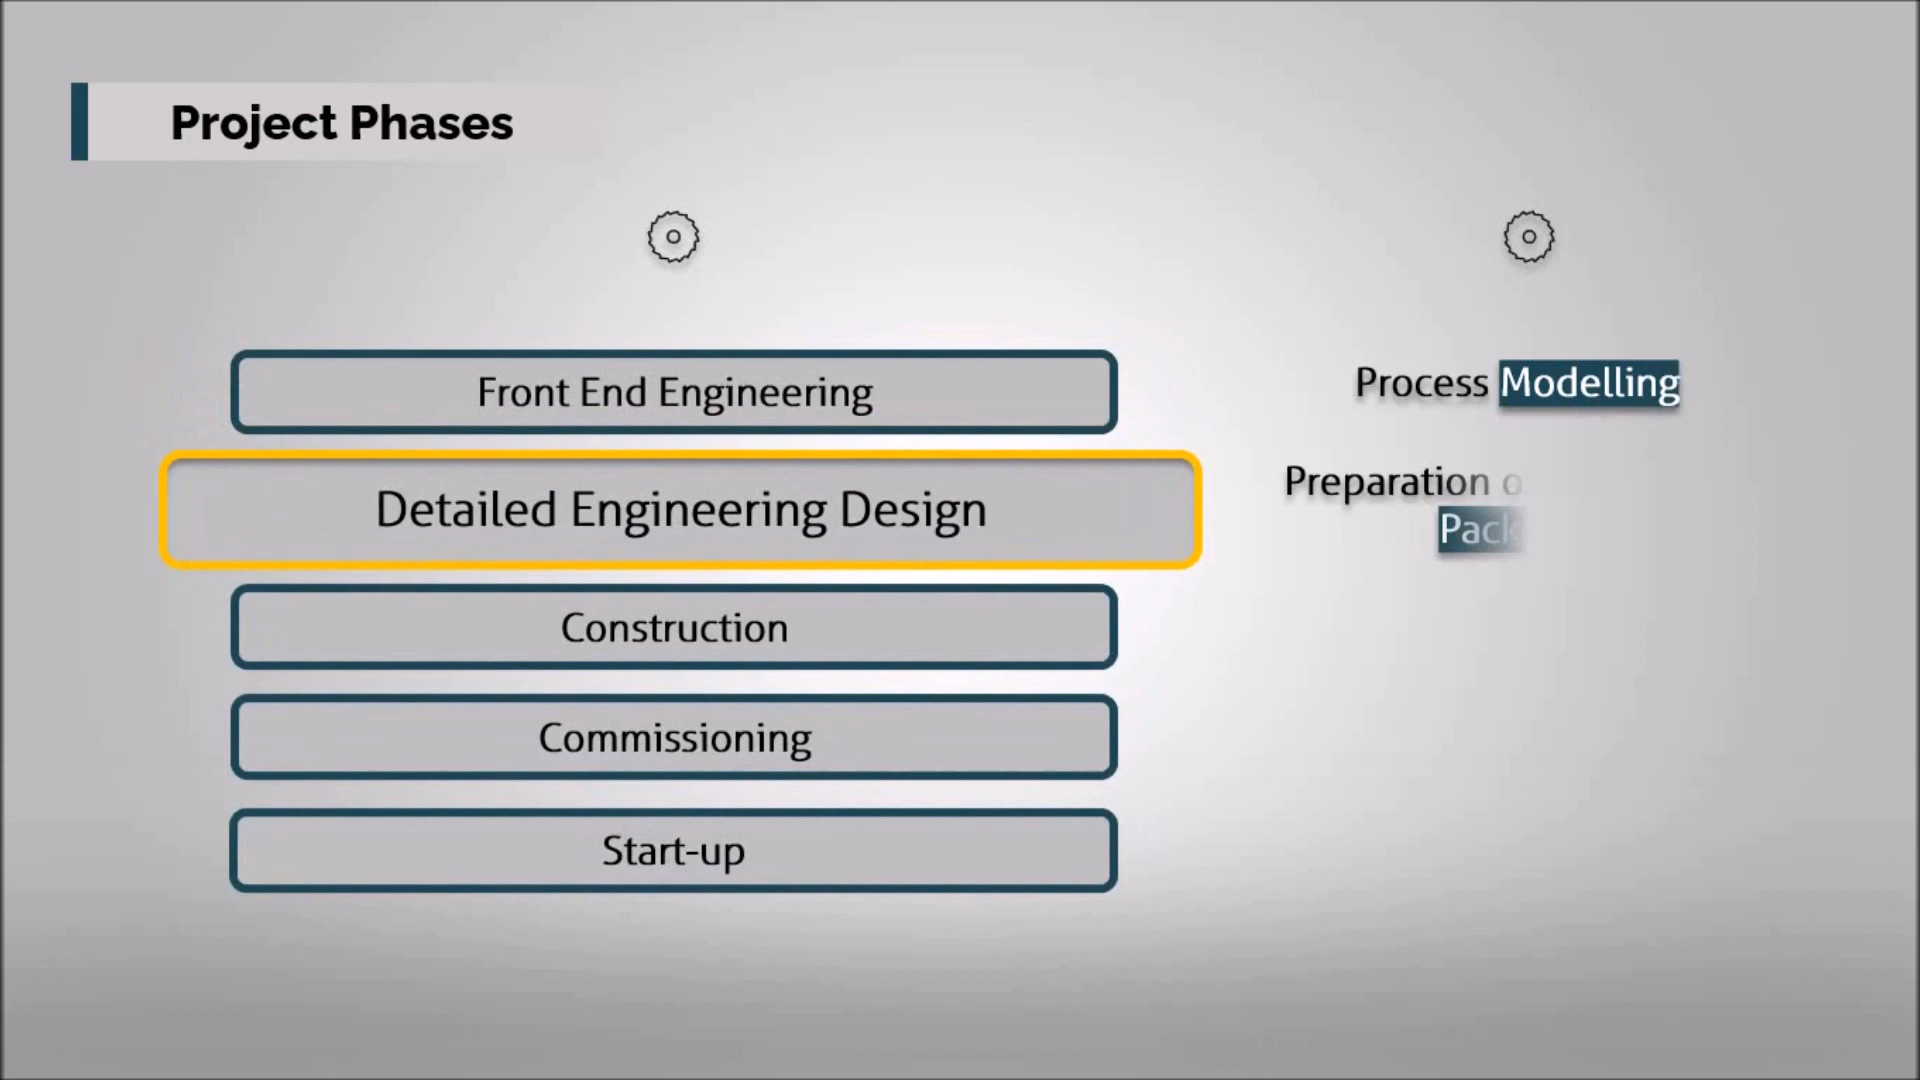 Project Phases
Front End Engineering
Detailed Engineering Design
Construction
Commissioning
Start-up
Process Modelling
Preparation